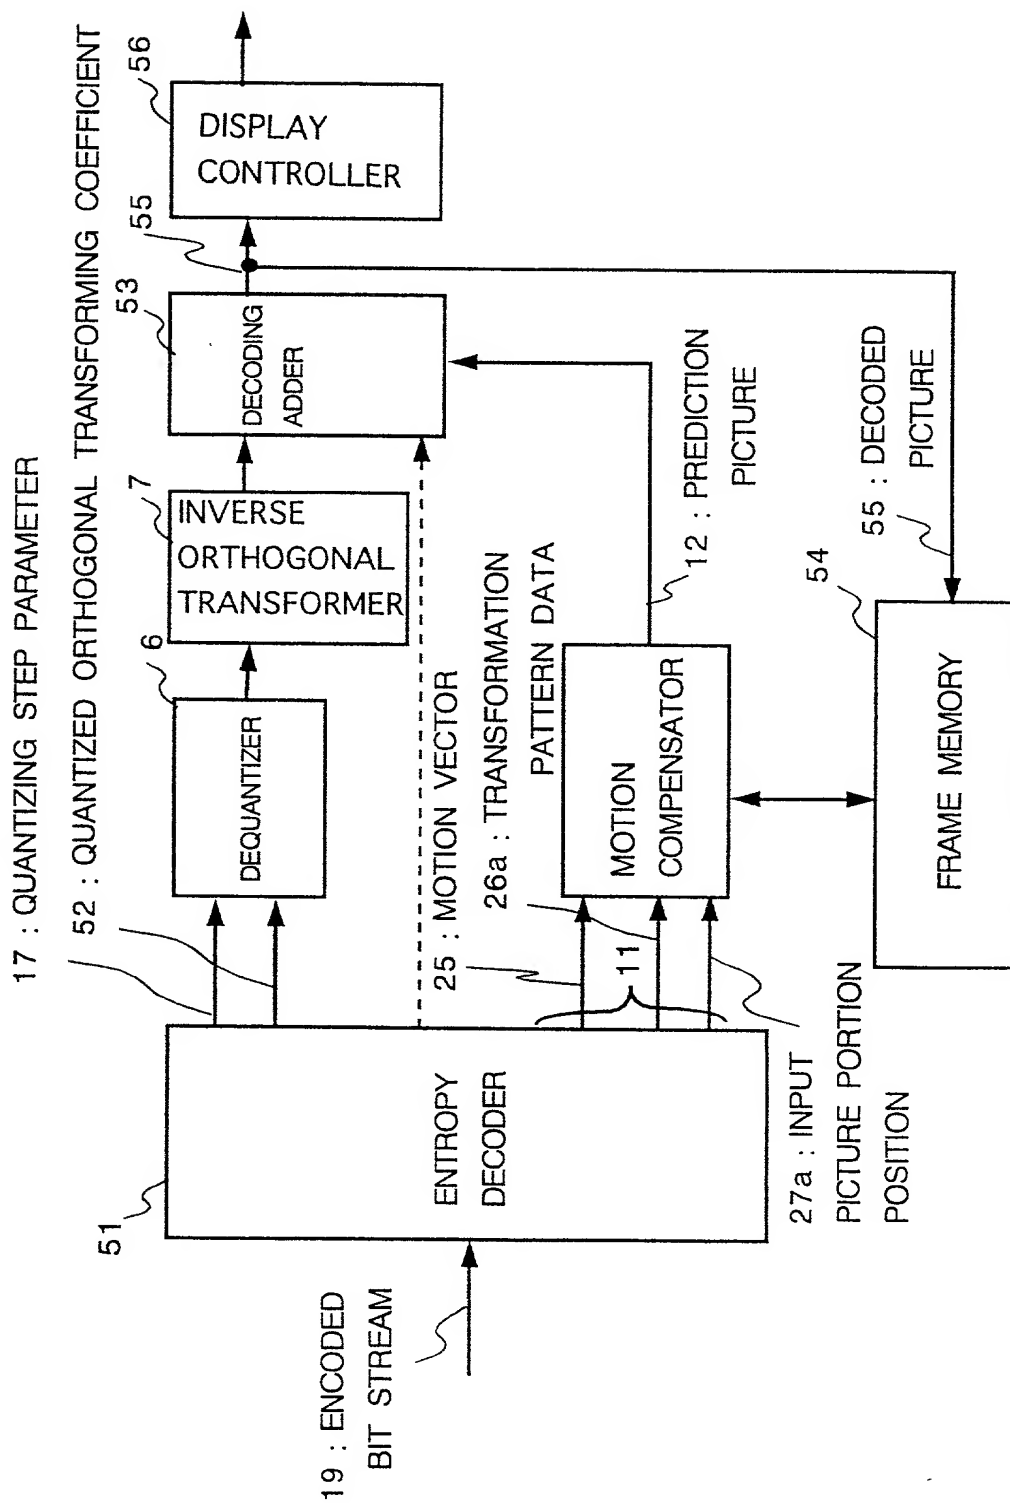 17 : QUANTIZING STEP PARAMETER
52 : QUANTIZED ORTHOGONAL TRANSFORMING COEFFICIENT
19 : ENCODED
BIT STREAM
51
ENTROPY
DECODER
6
DEQUANTIZER
7
INVERSE
ORTHOGONAL
TRANSFORMER
53
DECODING
ADDER
55
56
DISPLAY
CONTROLLER
25 : MOTION VECTOR
26a : TRANSFORMATION
PATTERN DATA
11
27a : INPUT
PICTURE PORTION
POSITION
MOTION
COMPENSATOR
12 : PREDICTION
PICTURE
55 : DECODED
PICTURE
54
FRAME MEMORY